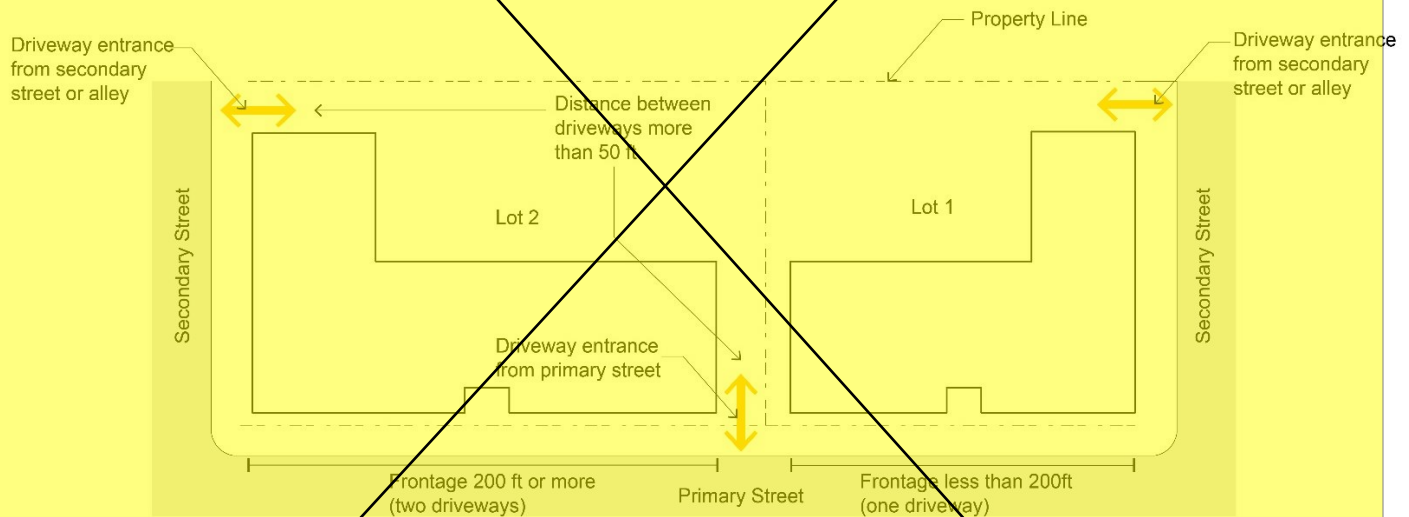 Property Line
Driveway entrance
from secondary
street or alley
Driveway entrance
from secondary
street or alley
Distance between
driveways more
than 50 ft
Lot 2
Lot 1
Secondary Street
Secondary Street
Driveway entrance
from primary street
Frontage 200 ft or more
(two driveways)
Primary Street
Frontage less than 200ft
(one driveway)